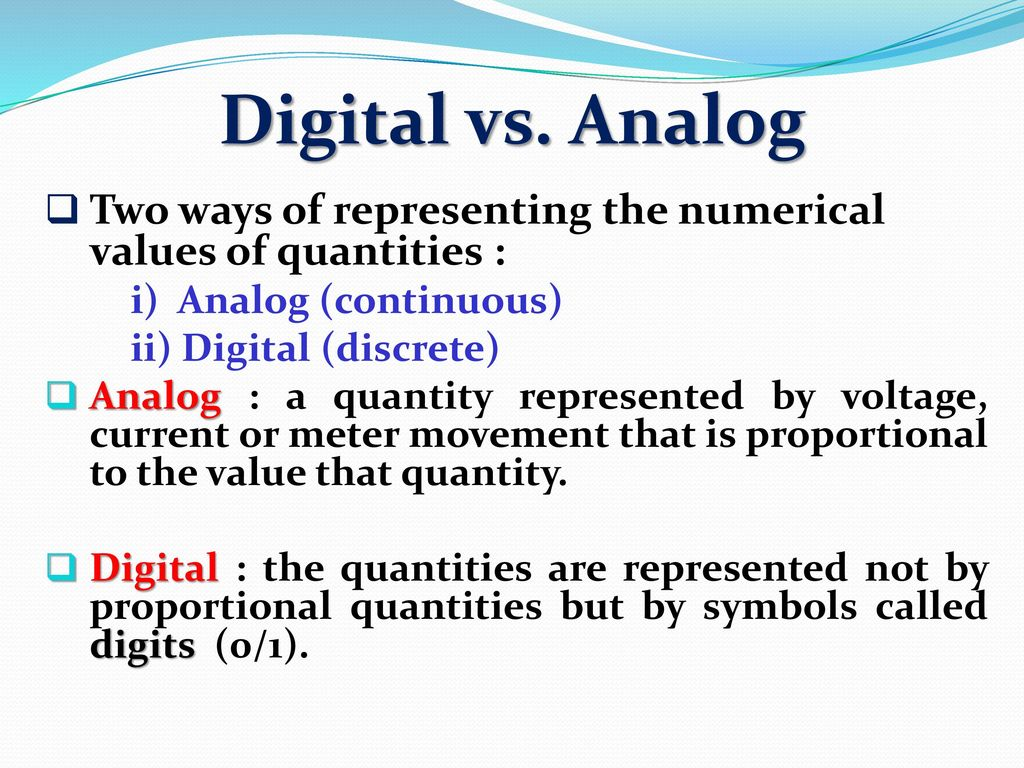 Digital vs. Analog
❑ Two ways of representing the numerical
values of quantities :
i) Analog (continuous)
ii) Digital (discrete)
❑ Analog : a quantity represented by voltage,
current or meter movement that is proportional
to the value that quantity.
❑ Digital : the quantities are represented not by
proportional quantities but by symbols called
digits (0/1).